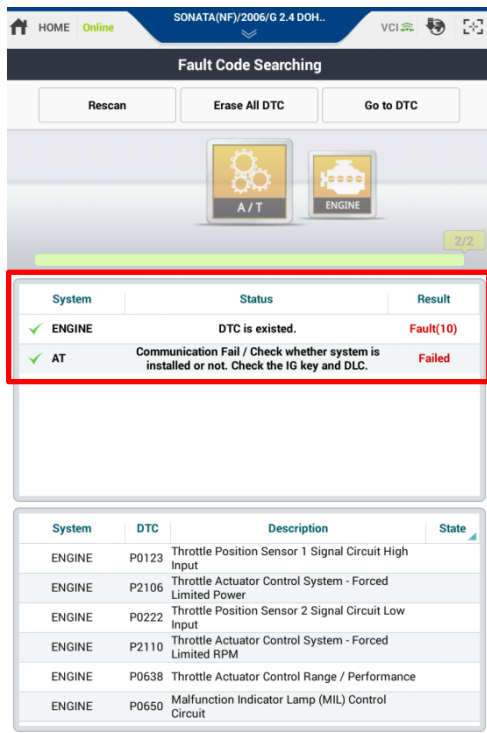 HOME Online SONATA(NF)/2006/G 2.4 DOH.. VCI
Fault Code Searching
Rescan Erase All DTC Go to DTC
A/T ENGINE
2/2
System Status Result
ENGINE DTC is existed. Fault(10)
AT Communication Fail / Check whether system is
installed or not. Check the IG key and DLC. Failed
System DTC Description State
ENGINE P0123 Throttle Position Sensor 1 Signal Circuit High
Input
ENGINE P2106 Throttle Actuator Control System - Forced
Limited Power
ENGINE P0222 Throttle Position Sensor 2 Signal Circuit Low
Input
ENGINE P2110 Throttle Actuator Control System - Forced
Limited RPM
ENGINE P0638 Throttle Actuator Control Range / Performance
ENGINE P0650 Malfunction Indicator Lamp (MIL) Control
Circuit